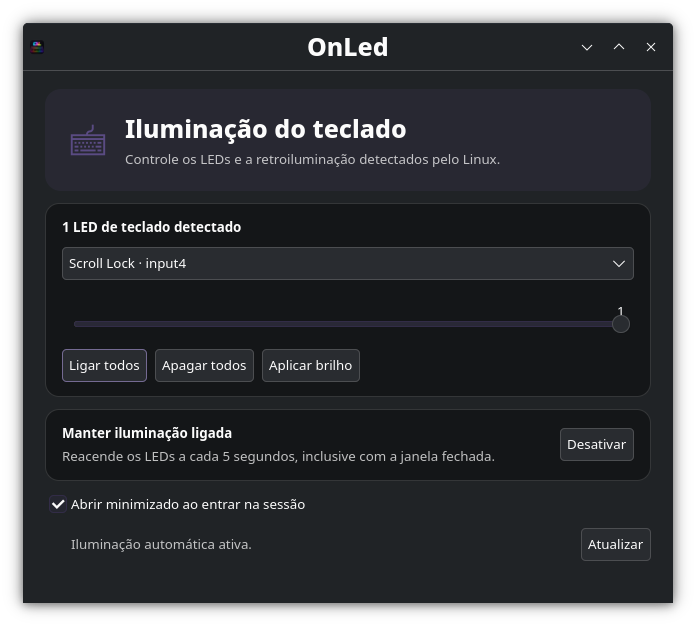 OnLed
Iluminação do teclado
Controle os LEDs e a retroiluminação detectados pelo Linux.
1 LED de teclado detectado
Scroll Lock · input4
1
Ligar todos
Apagar todos
Aplicar brilho
Manter iluminação ligada
Reacende os LEDs a cada 5 segundos, inclusive com a janela fechada.
Desativar
Abrir minimizado ao entrar na sessão
Iluminação automática ativa.
Atualizar